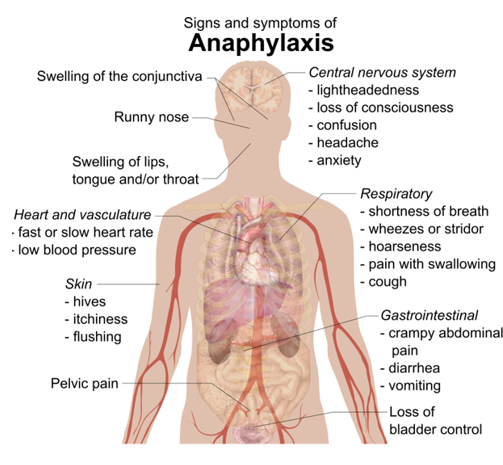 Signs and symptoms of
Anaphylaxis
Swelling of the conjunctiva
Runny nose
Swelling of lips,
tongue and/or throat
Heart and vasculature
· fast or slow heart rate
· low blood pressure
Skin
- hives
- itchiness
- flushing
Pelvic pain
Central nervous system
- lightheadedness
- loss of consciousness
- confusion
- headache
- anxiety
Respiratory
- shortness of breath
- wheezes or stridor
- hoarseness
- pain with swallowing
- cough
Gastrointestinal
- crampy abdominal
pain
- diarrhea
- vomiting
Loss of
bladder control